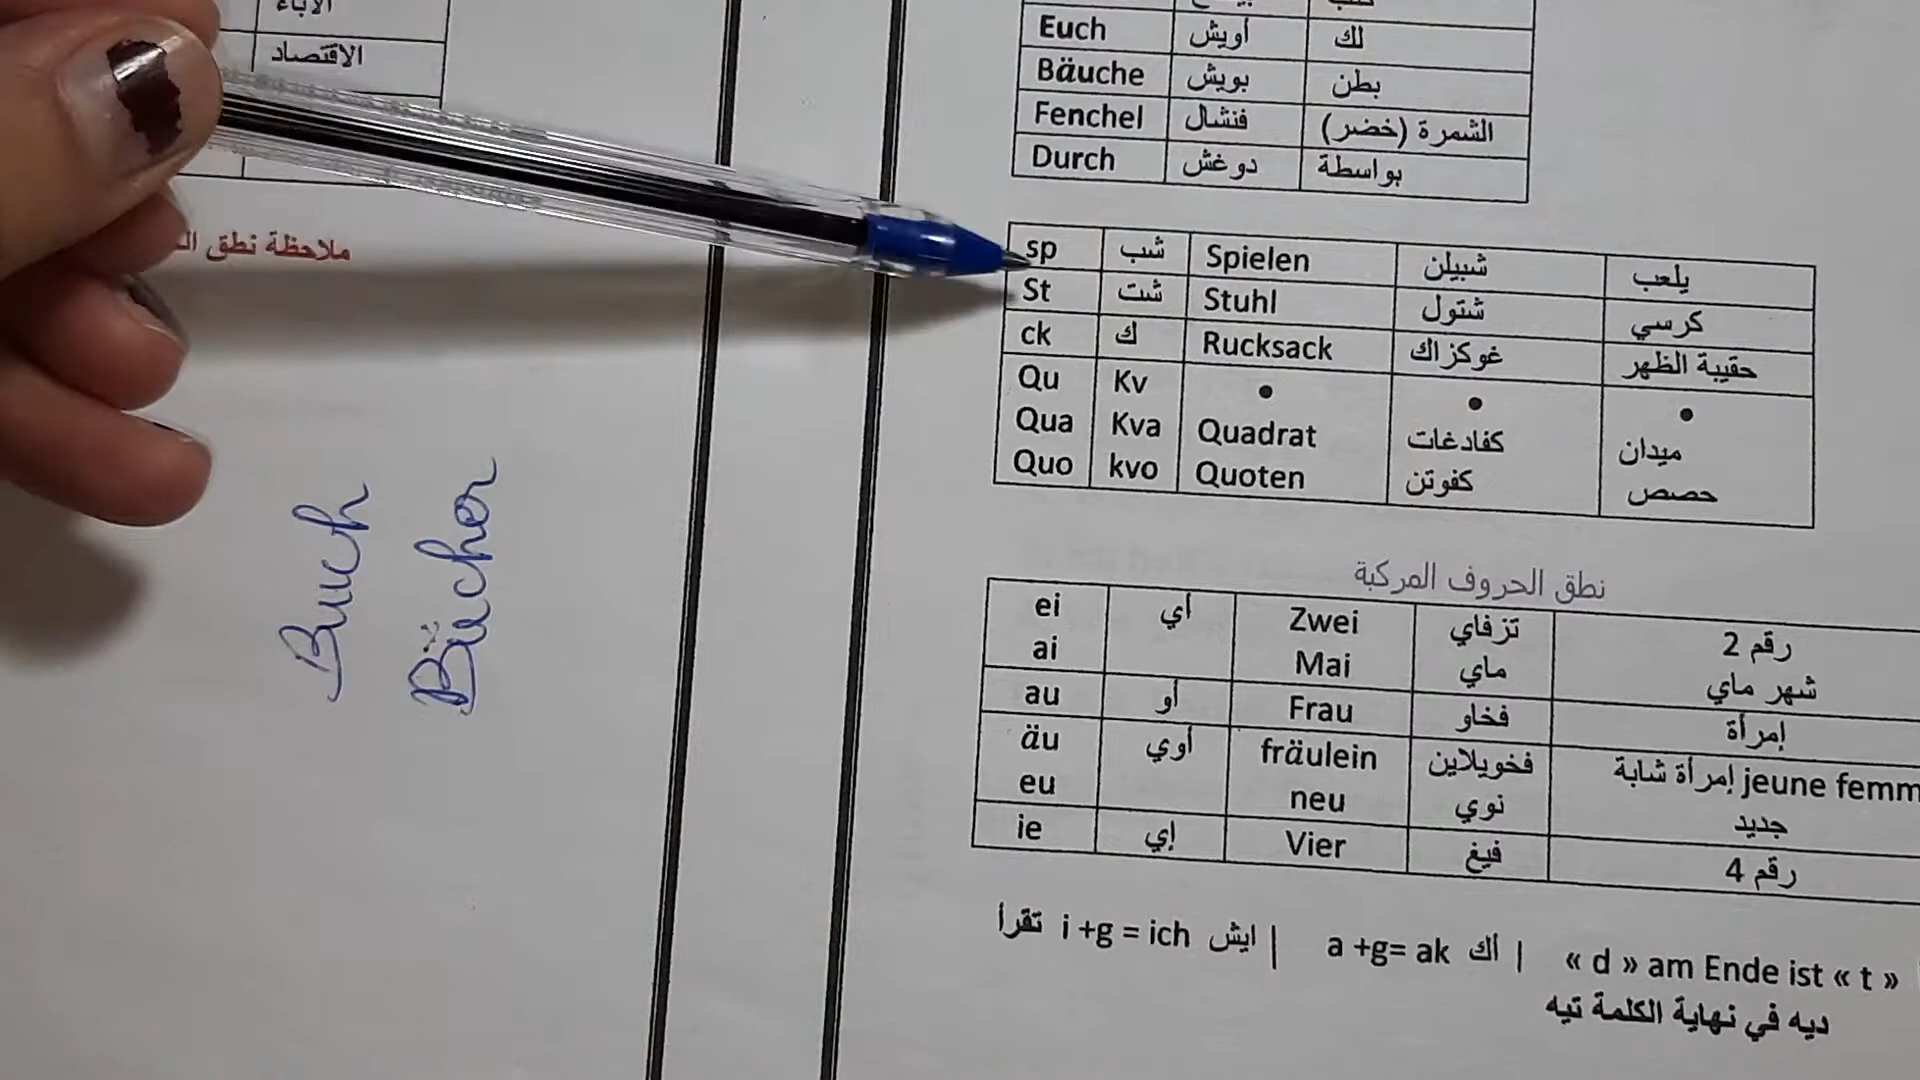 الآباء
الاقتصاد
ملاحظة نطق
Buch
Bücher
Euch أويش لك
Bäuche بويش بطن
Fenchel فنشال الشمرة (خضر)
Durch دوغش بواسطة
sp شب Spielen شبيلن يلعب
St شت Stuhl شتول كرسي
ck ك Rucksack غوكزاك حقيبة الظهر
Qu Kv • • •
Qua Kva Quadrat كفادغات ميدان
Quo kvo Quoten كفوتن حصص
نطق الحروف المركبة
ei أي Zwei تزفاي رقم 2
ai Mai ماي شهر ماي
au أو Frau فخاو إمرأة
äu أوي fräulein فخويلاين إمرأة شابة jeune femm
eu neu نوي جديد
ie إي Vier فيغ رقم 4
تقرأ i +g = ich ايش | a +g= ak أك | « d » am Ende ist « t »
ديه في نهاية الكلمة تيه